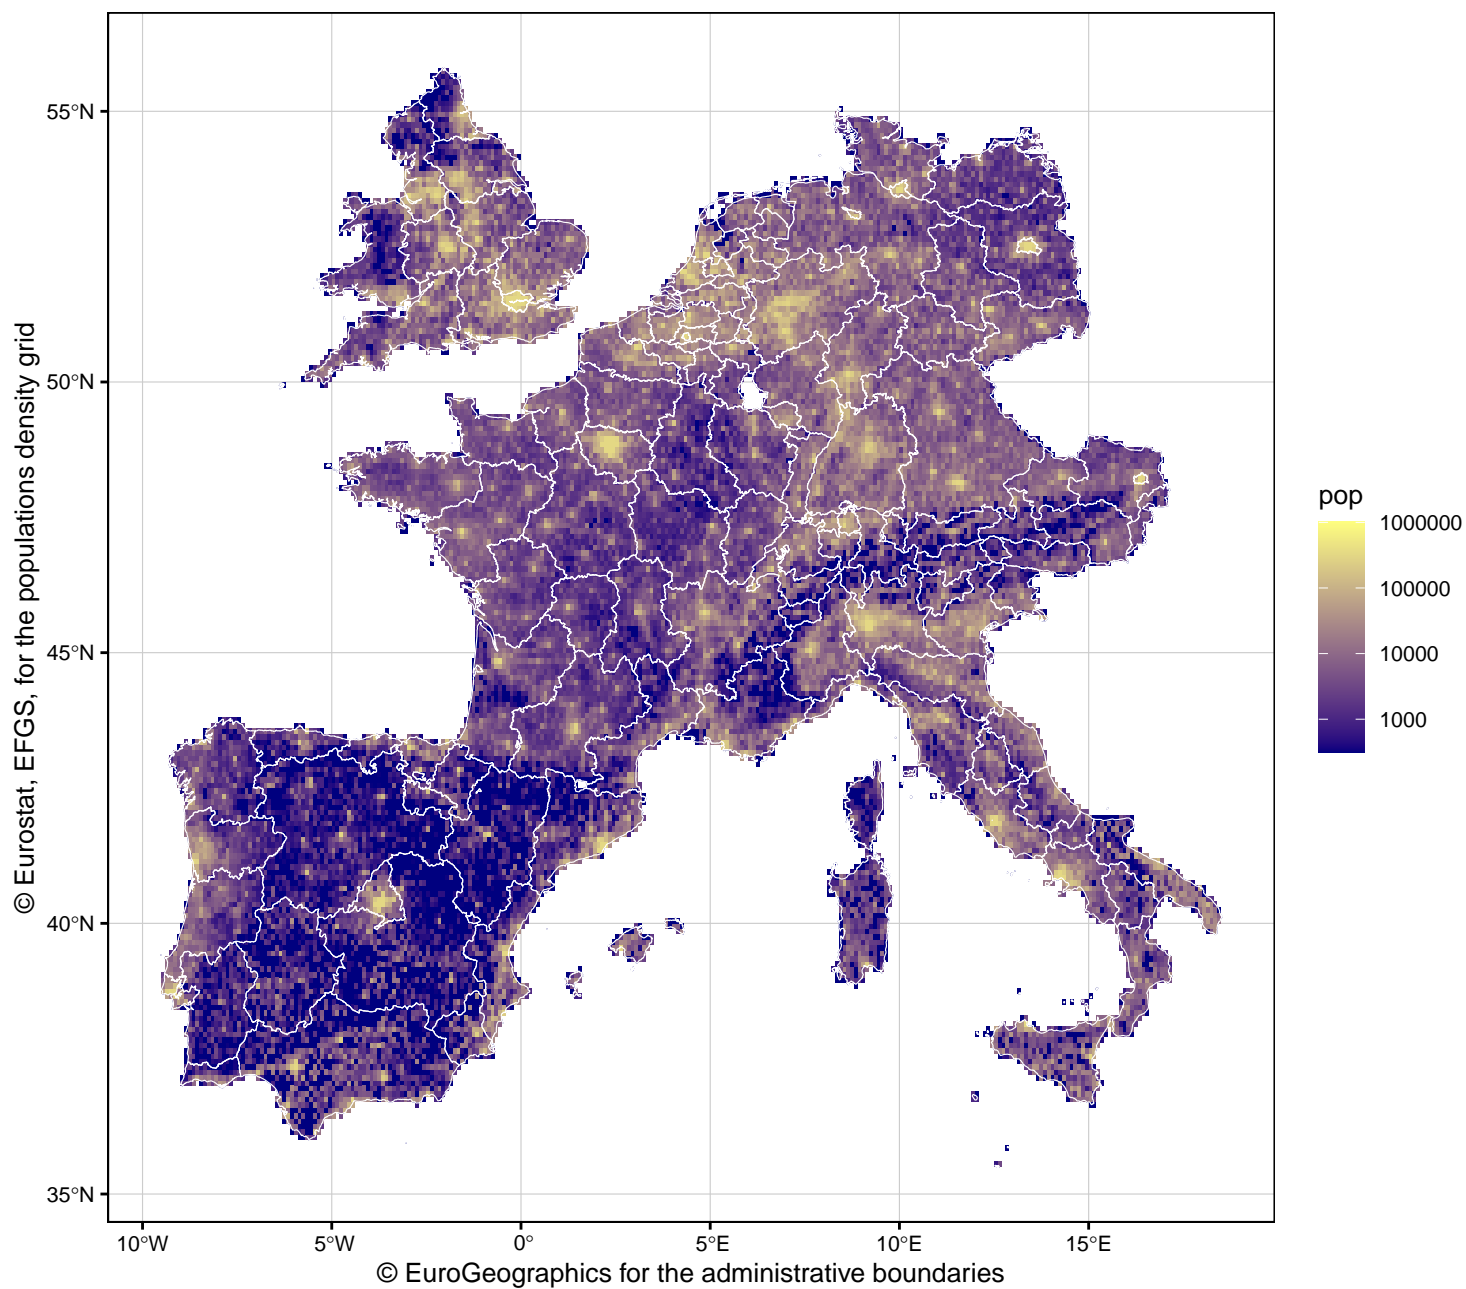 55°N
50°N
45°N
40°N
35°N
10°W
5°W
0°
5°E
10°E
15°E
© EuroGeographics for the administrative boundaries
© Eurostat, EFGS, for the populations density grid
pop
1000000
100000
10000
1000